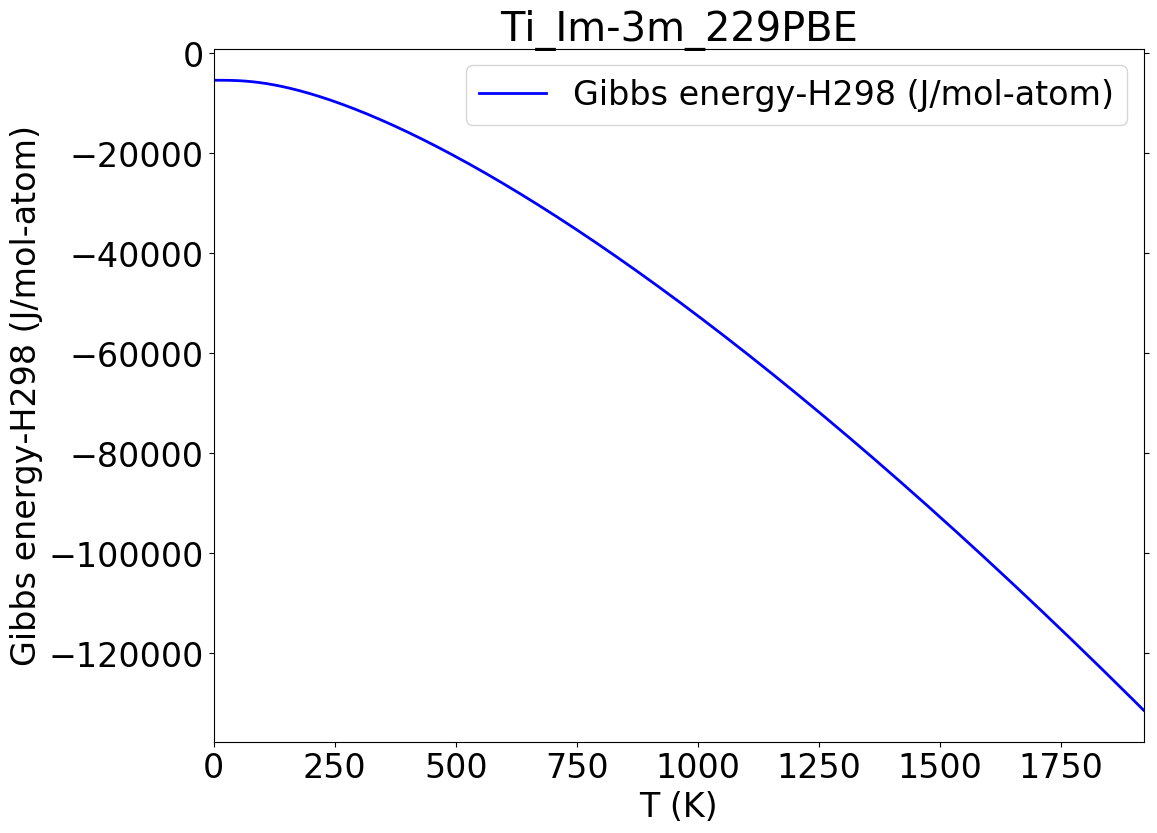 Ti_Im-3m_229PBE
Gibbs energy-H298 (J/mol-atom)
Gibbs energy-H298 (J/mol-atom)
0
−20000
−40000
−60000
−80000
−100000
−120000
0 250 500 750 1000 1250 1500 1750
T (K)